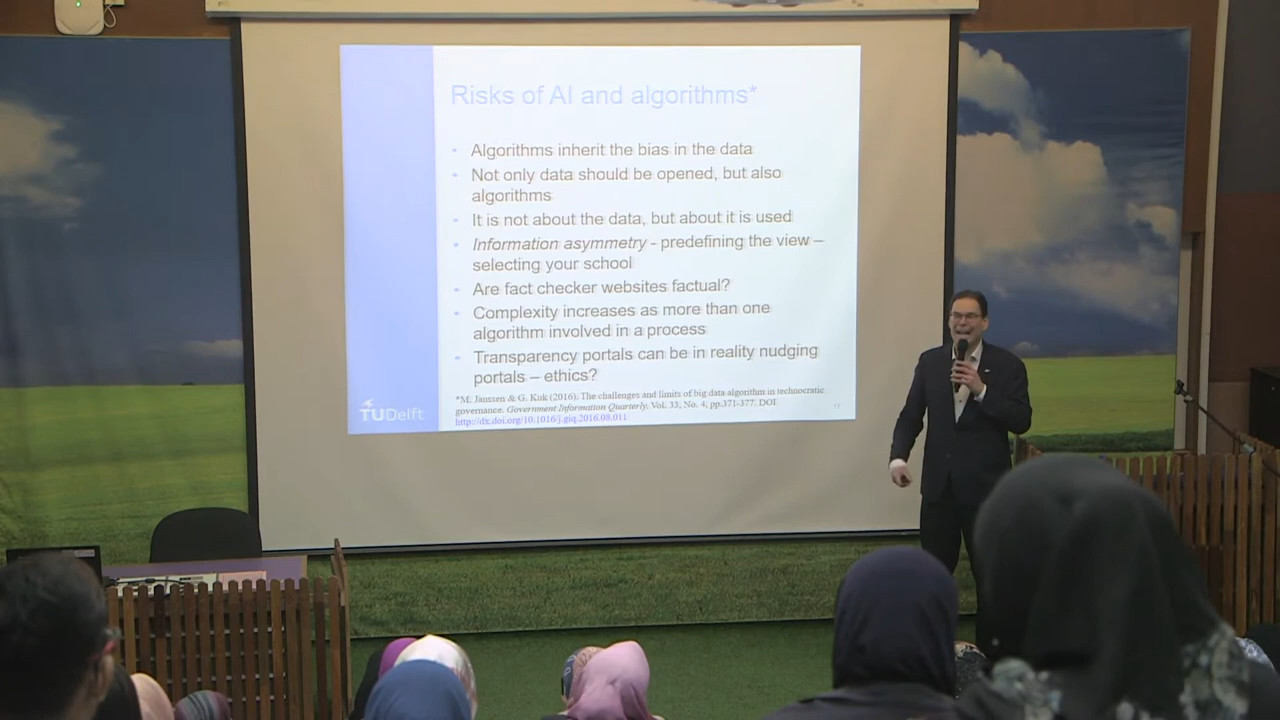 Risks of AI and algorithms*
- Algorithms inherit the bias in the data
- Not only data should be opened, but also
algorithms
- It is not about the data, but about it is used
- Information asymmetry - predefining the view –
selecting your school
- Are fact checker websites factual?
- Complexity increases as more than one
algorithm involved in a process
- Transparency portals can be in reality nudging
portals – ethics?
*M. Janssen & G. Kuk (2016). The challenges and limits of big data algorithm in technocratic
governance. Government Information Quarterly. Vol. 33, No. 4, pp.371-377. DOI
http://dx.doi.org/10.1016/j.giq.2016.08.011
TUDelft